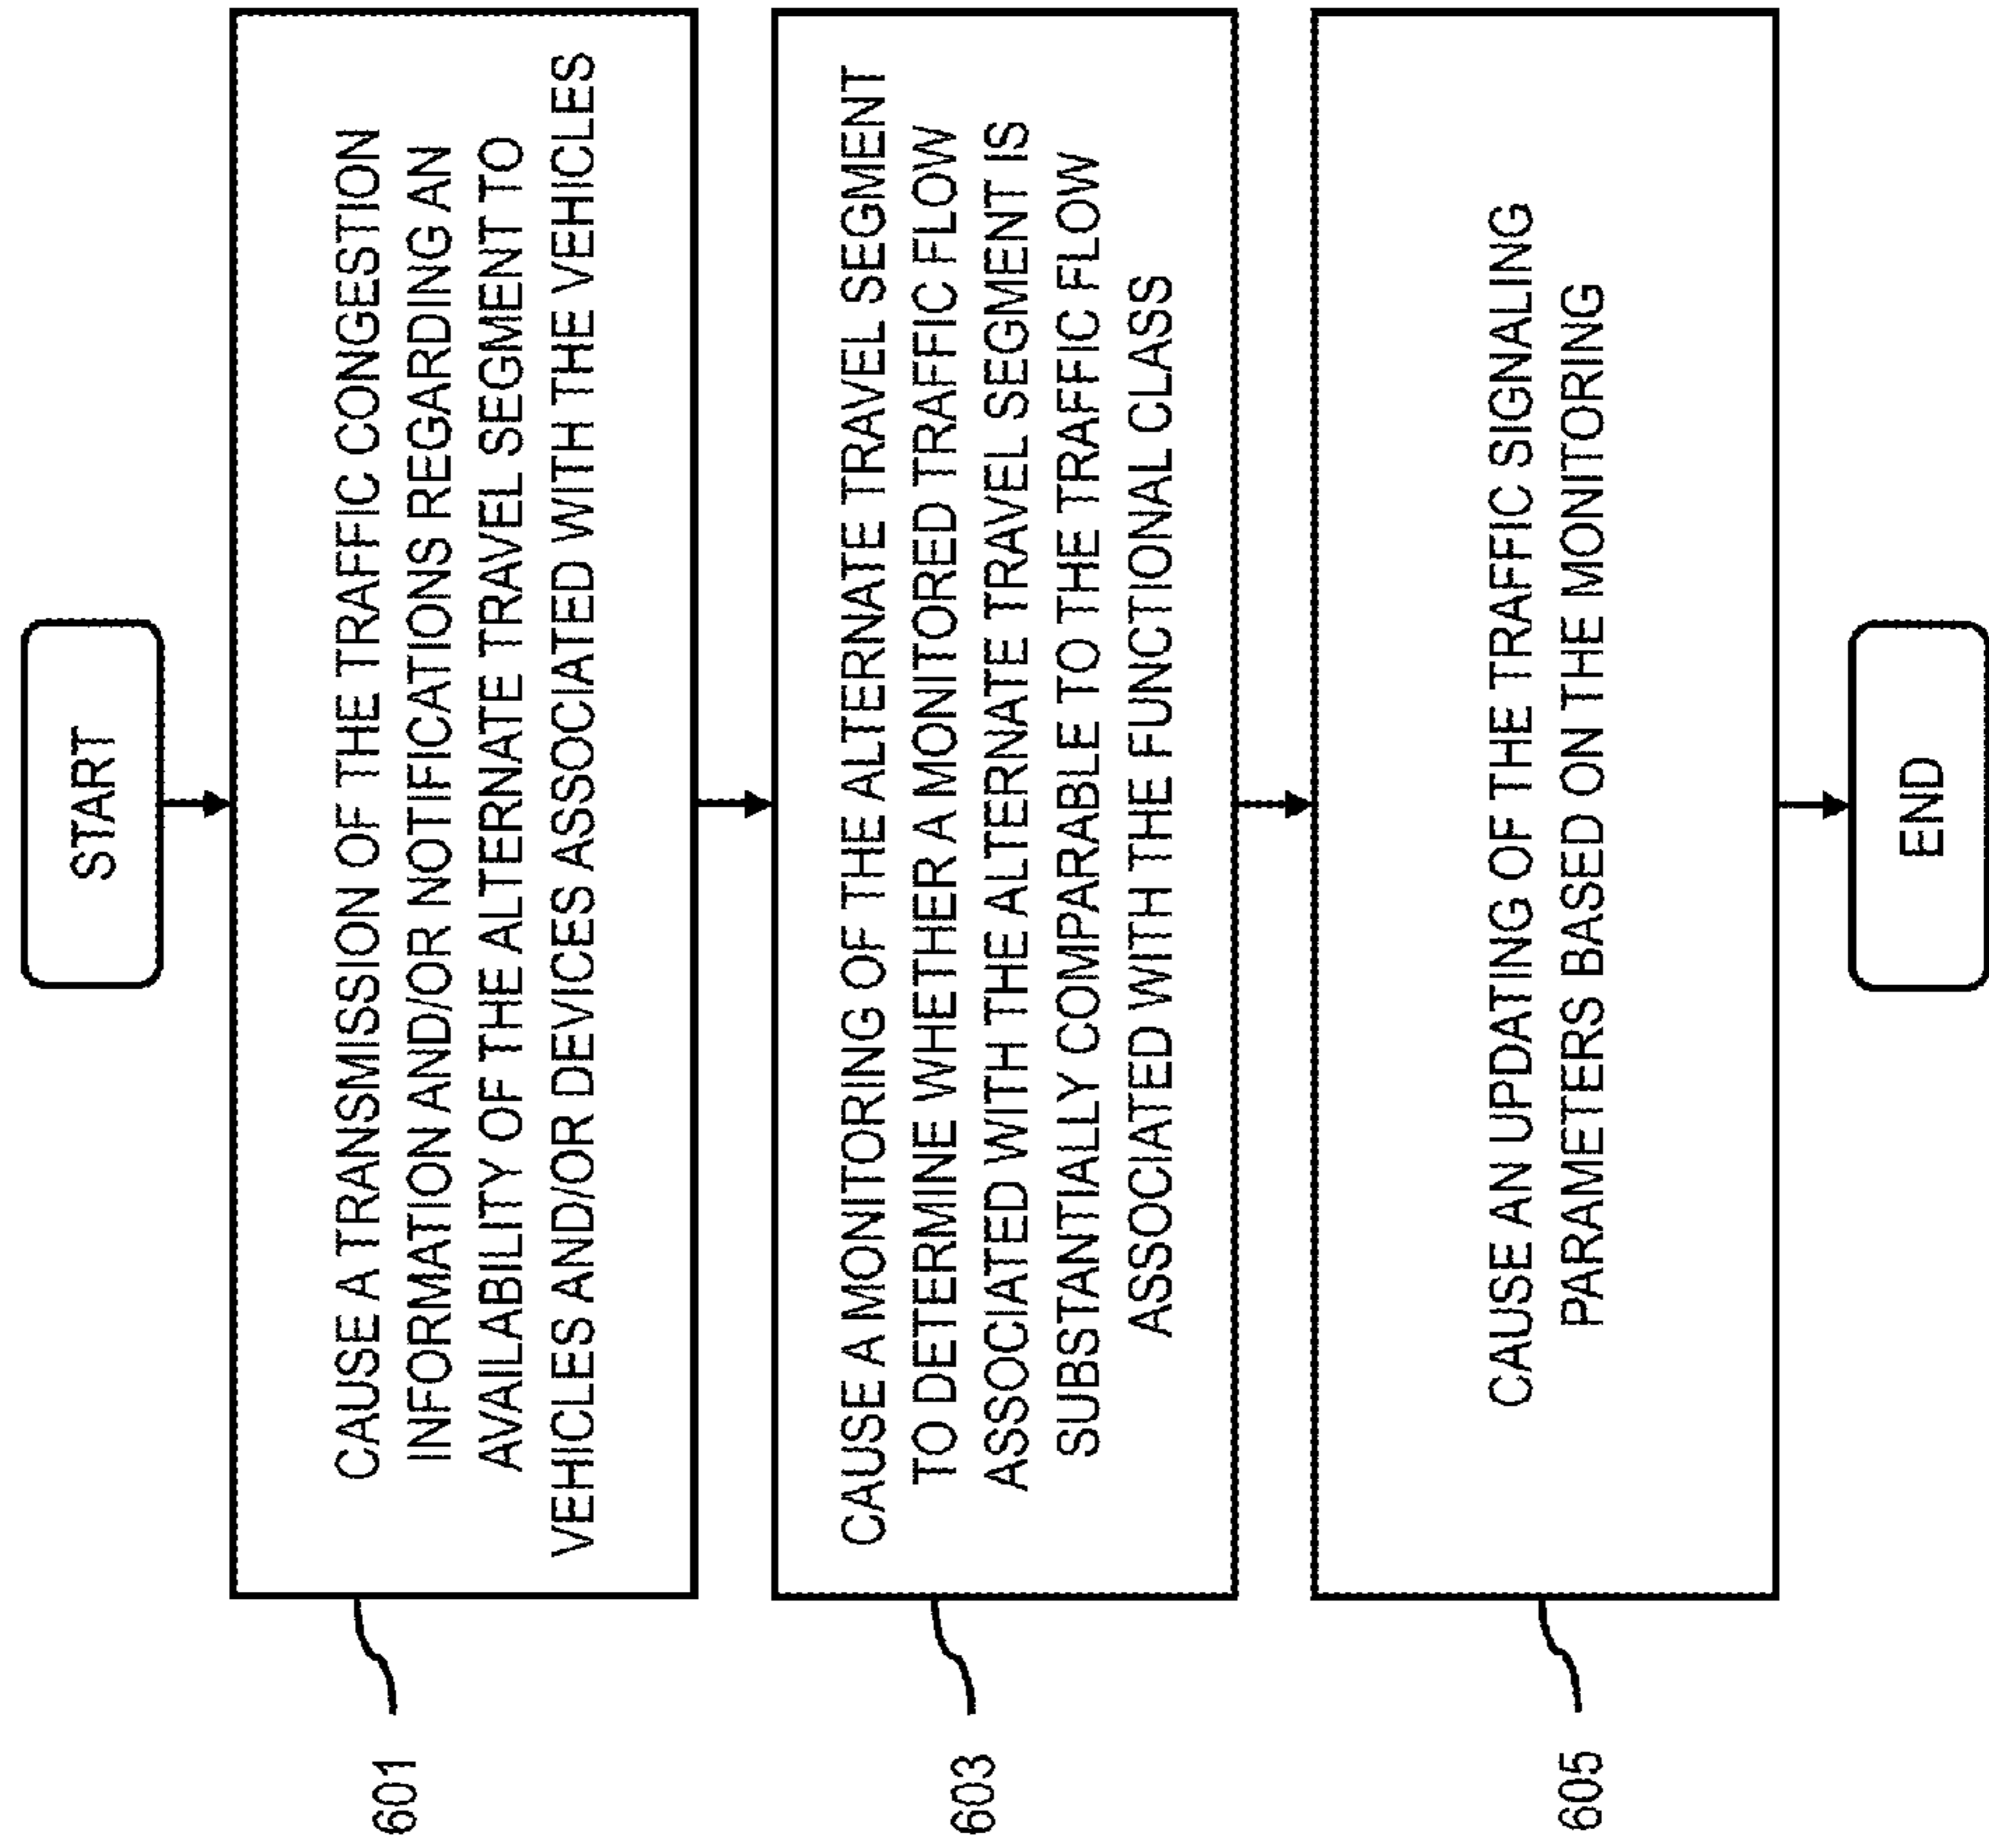 START
601
CAUSE A TRANSMISSION OF THE TRAFFIC CONGESTION
INFORMATION AND/OR NOTIFICATIONS REGARDING AN
AVAILABILITY OF THE ALTERNATE TRAVEL SEGMENT TO
VEHICLES AND/OR DEVICES ASSOCIATED WITH THE VEHICLES
603
CAUSE A MONITORING OF THE ALTERNATE TRAVEL SEGMENT
TO DETERMINE WHETHER A MONITORED TRAFFIC FLOW
ASSOCIATED WITH THE ALTERNATE TRAVEL SEGMENT IS
SUBSTANTIALLY COMPARABLE TO THE TRAFFIC FLOW
ASSOCIATED WITH THE FUNCTIONAL CLASS
605
CAUSE AN UPDATING OF THE TRAFFIC SIGNALING
PARAMETERS BASED ON THE MONITORING
END